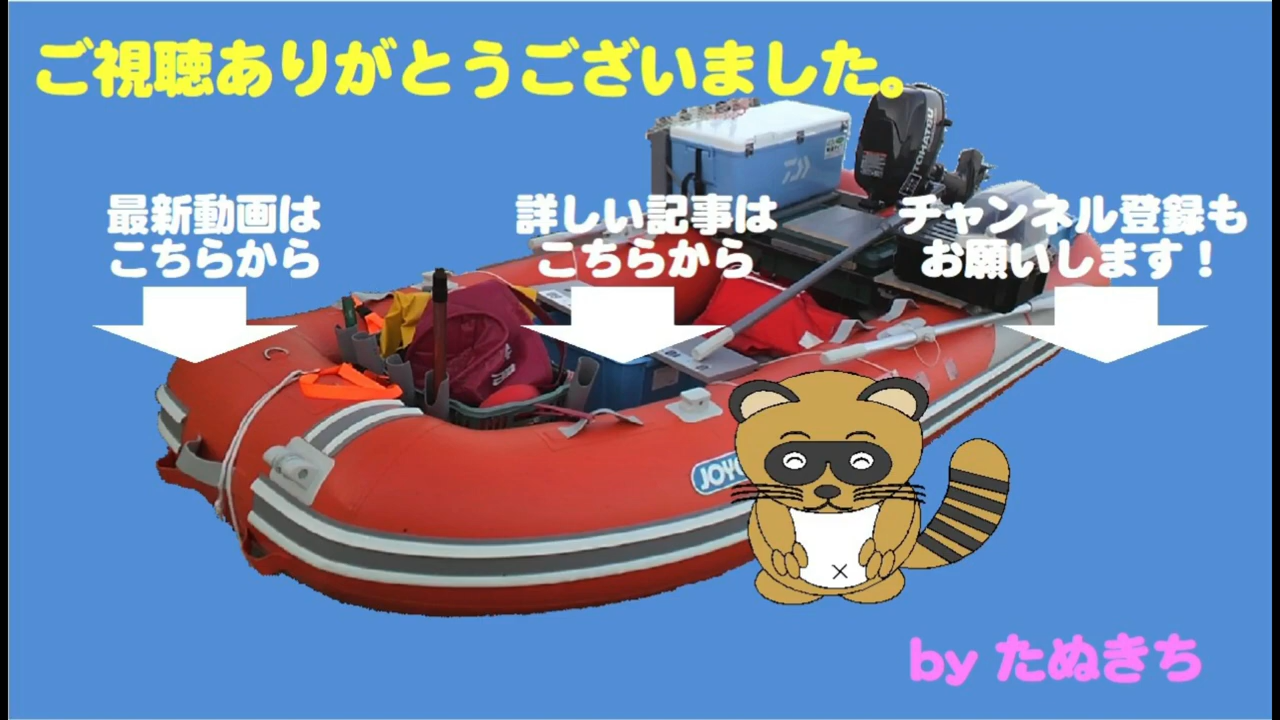 ご視聴ありがとうございました。
最新動画は
こちらから
詳しい記事は
こちらから
チャンネル登録も
お願いします！
TOHATSU
by たぬきち